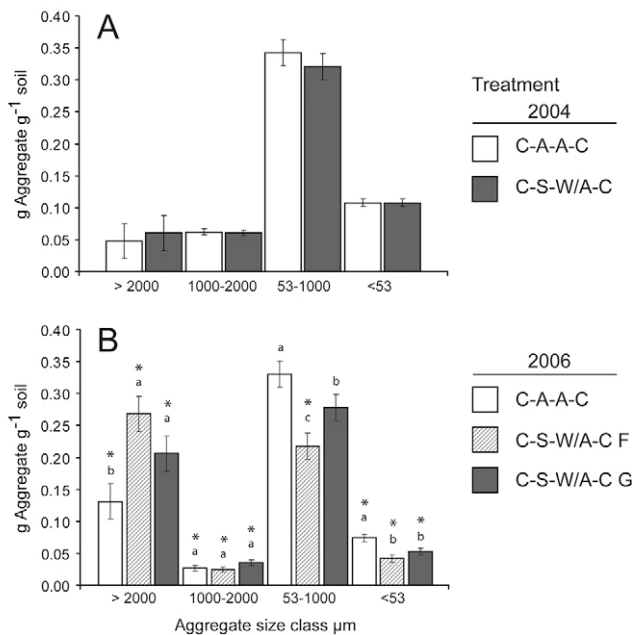 A
0.40
0.35
0.30
0.25
0.20
0.15
0.10
0.05
0.00
g Aggregate g⁻¹ soil
> 2000 1000-2000 53-1000 <53
Treatment
2004
C-A-A-C
C-S-W/A-C
B
0.40
0.35
0.30
0.25
0.20
0.15
0.10
0.05
0.00
g Aggregate g⁻¹ soil
* b
* a
* a
* a
* a
* a
a
* c
b
* a
* b
* b
> 2000 1000-2000 53-1000 <53
Aggregate size class µm
2006
C-A-A-C
C-S-W/A-C F
C-S-W/A-C G